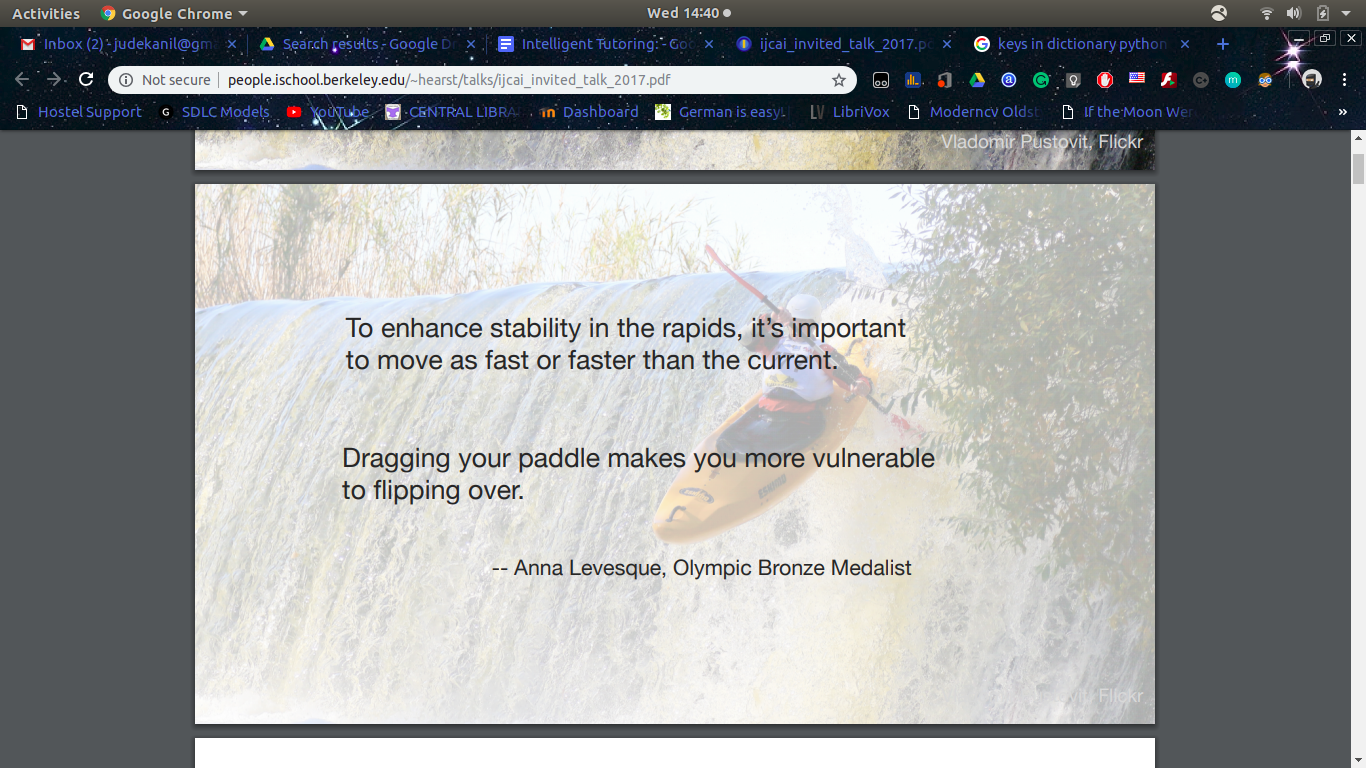 Activities
Google Chrome
Wed 14:40
Inbox (2) - judekanil@gma
Search results - Google Dr
Intelligent Tutoring: - Goo
ijcai_invited_talk_2017.pd
keys in dictionary python
Not secure
people.ischool.berkeley.edu/~hearst/talks/ijcai_invited_talk_2017.pdf
Hostel Support
SDLC Models
YouTube
CENTRAL LIBRA
Dashboard
German is easy!
LibriVox
Moderncv Oldst
If the Moon Wer
Vladomir Pustovit, Flickr
To enhance stability in the rapids, it’s important
to move as fast or faster than the current.
Dragging your paddle makes you more vulnerable
to flipping over.
-- Anna Levesque, Olympic Bronze Medalist
Flickr